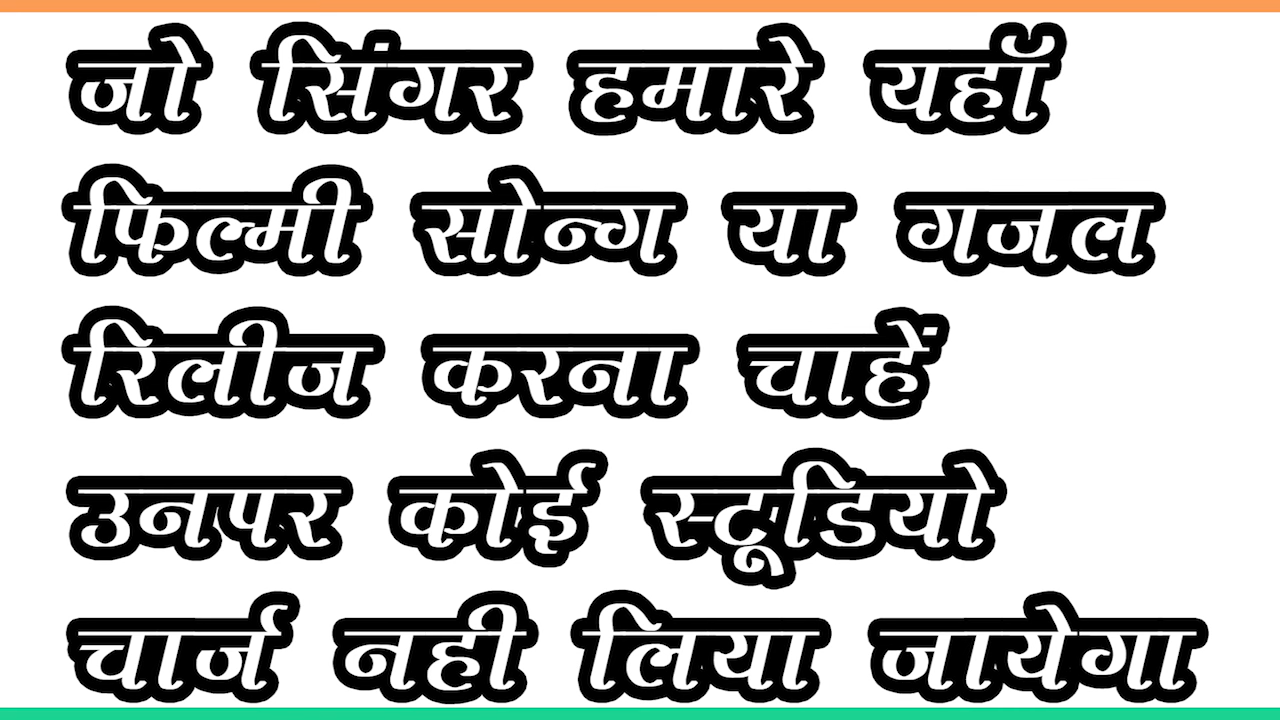 जो सिंगर हमारे यहाँ
फिल्मी सोन्ग या गजल
रिलीज करना चाहें
उनपर कोई स्टूडियो
चार्ज नही लिया जायेगा